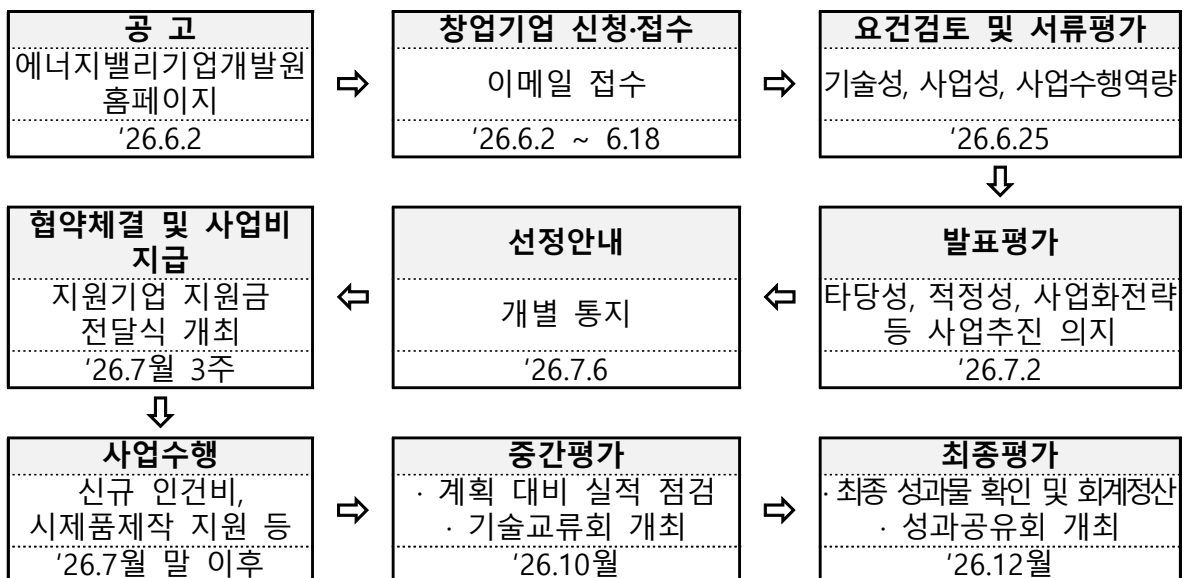 공 고
에너지밸리기업개발원
홈페이지
'26.6.2
⇨
창업기업 신청·접수
이메일 접수
'26.6.2 ~ 6.18
⇨
요건검토 및 서류평가
기술성, 사업성, 사업수행역량
'26.6.25
⇩
발표평가
타당성, 적정성, 사업화전략
등 사업추진 의지
'26.7.2
⇦
선정안내
개별 통지
'26.7.6
⇦
협약체결 및 사업비
지급
지원기업 지원금
전달식 개최
'26.7월 3주
⇩
사업수행
신규 인건비,
시제품제작 지원 등
'26.7월 말 이후
⇨
중간평가
· 계획 대비 실적 점검
· 기술교류회 개최
'26.10월
⇨
최종평가
· 최종 성과물 확인 및 회계정산
· 성과공유회 개최
'26.12월